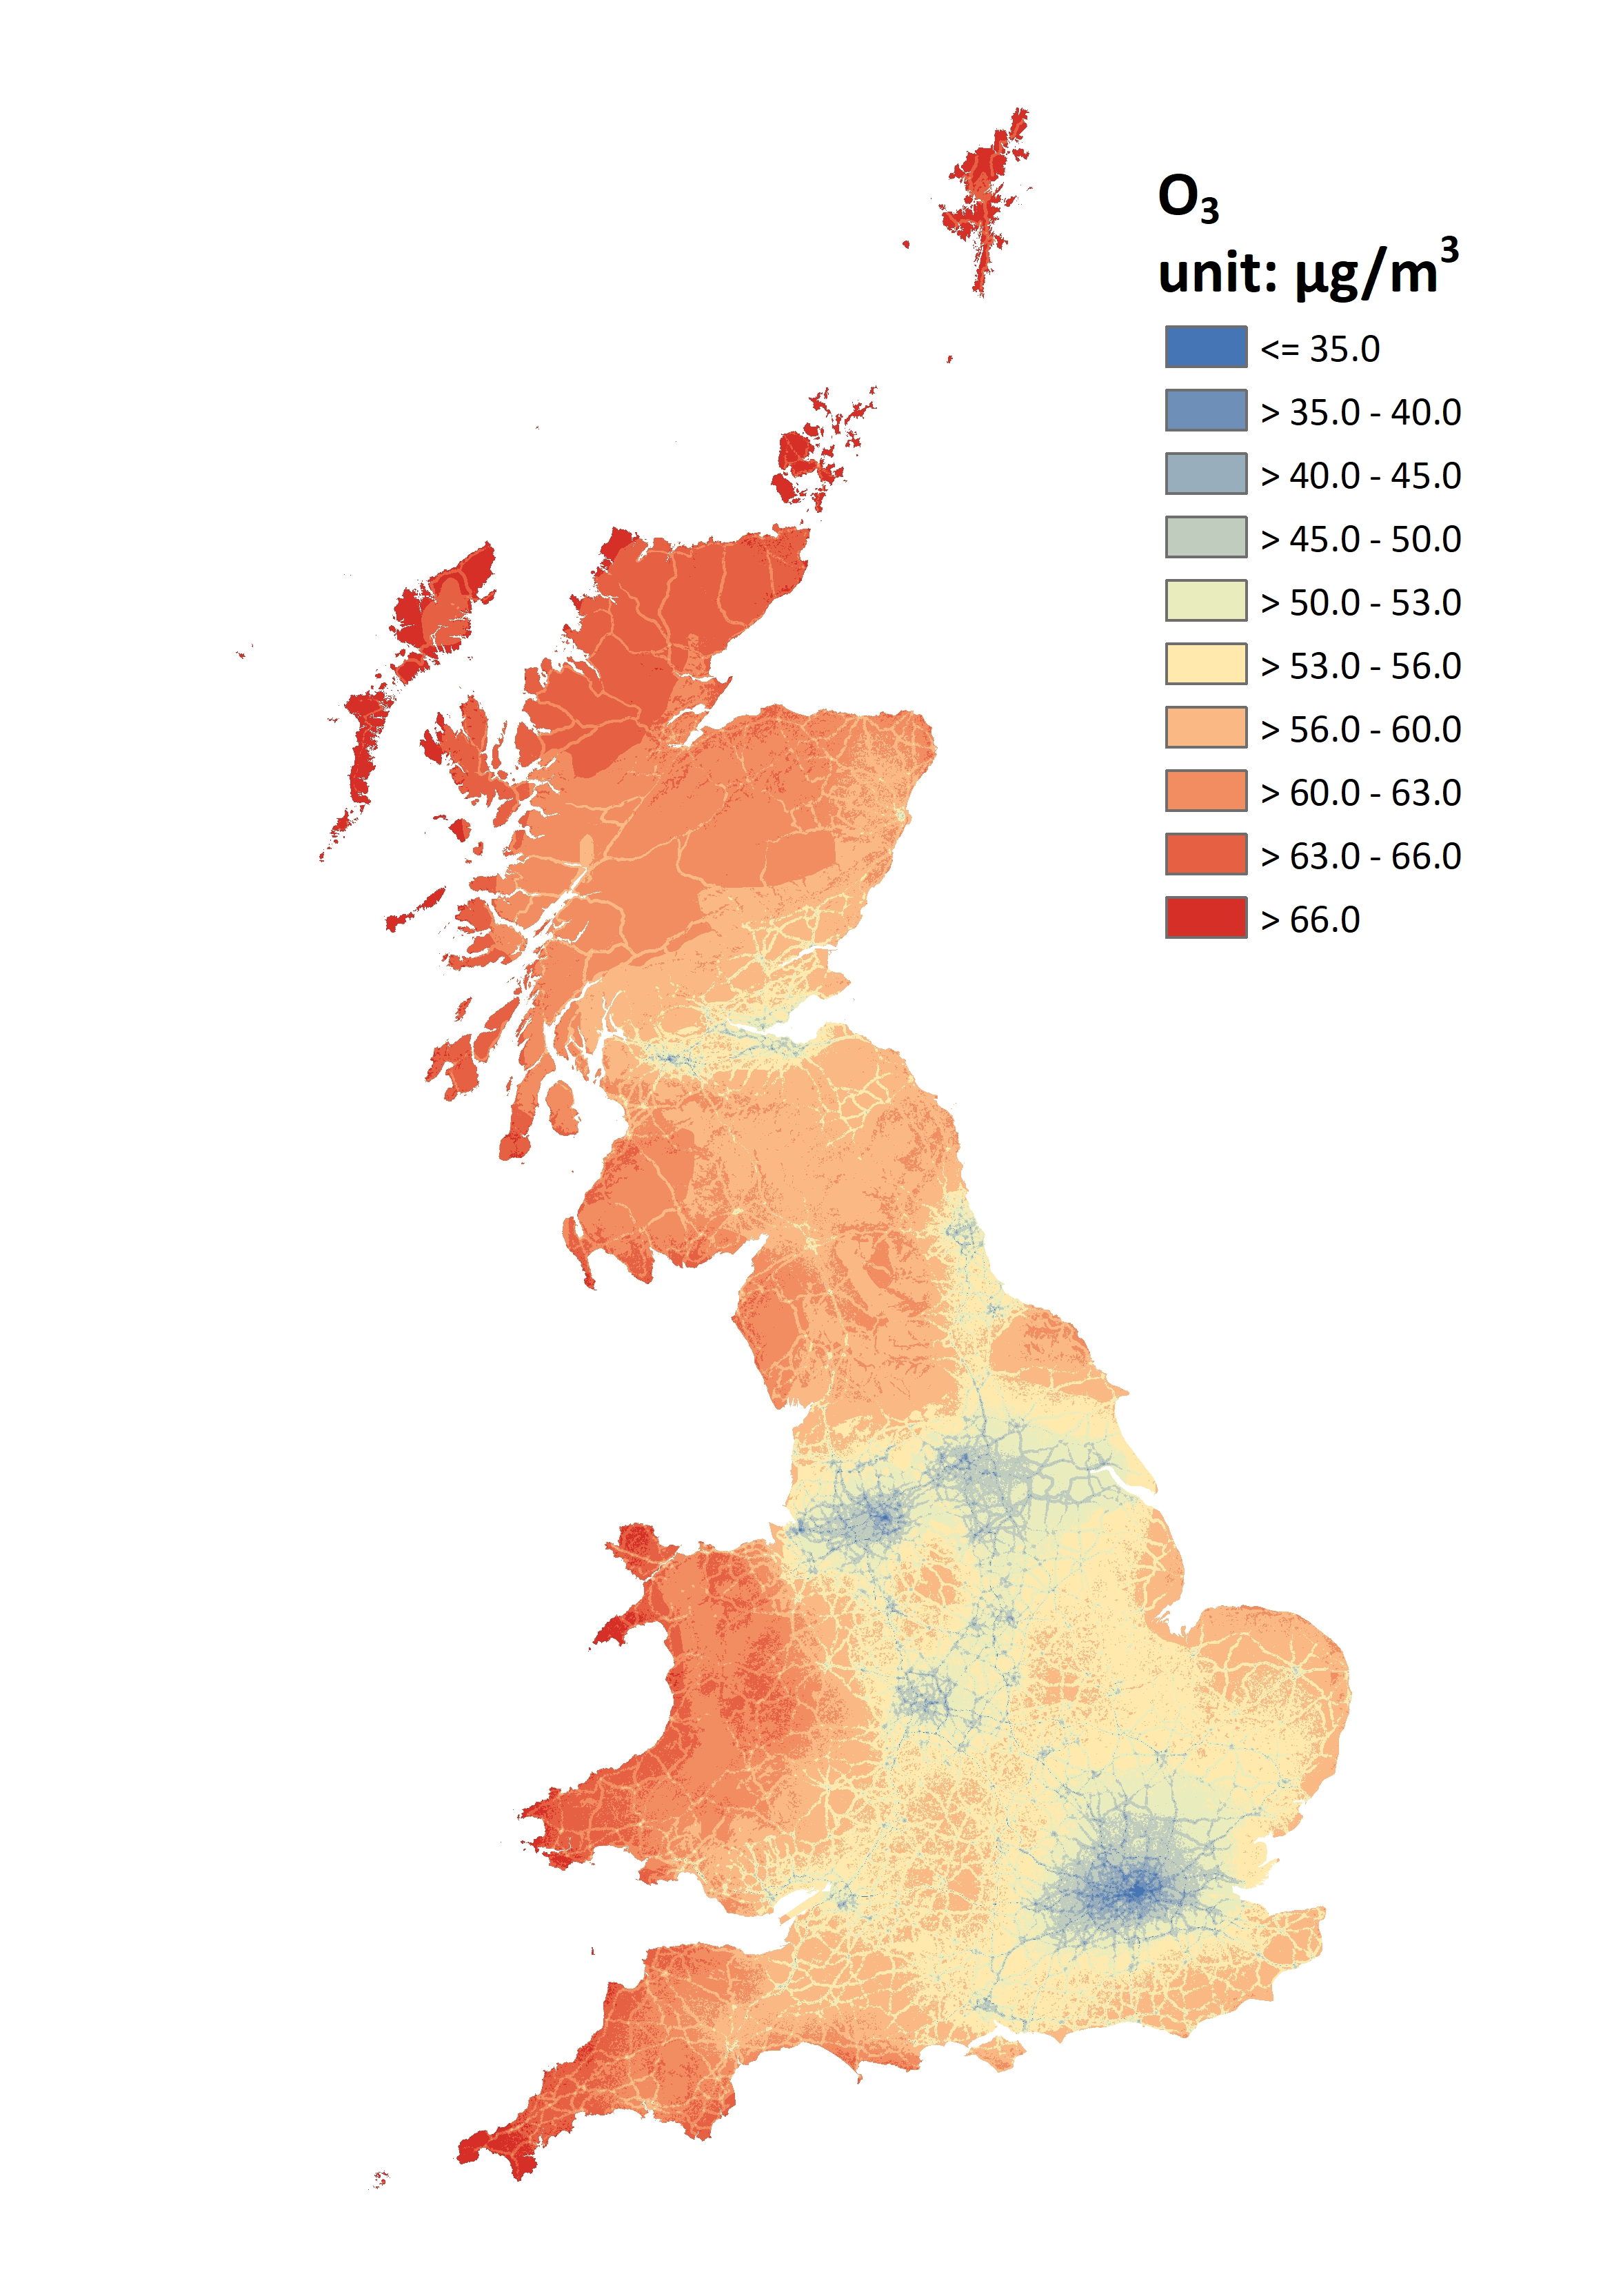 O₃
unit: µg/m³
<= 35.0
> 35.0 - 40.0
> 40.0 - 45.0
> 45.0 - 50.0
> 50.0 - 53.0
> 53.0 - 56.0
> 56.0 - 60.0
> 60.0 - 63.0
> 63.0 - 66.0
> 66.0